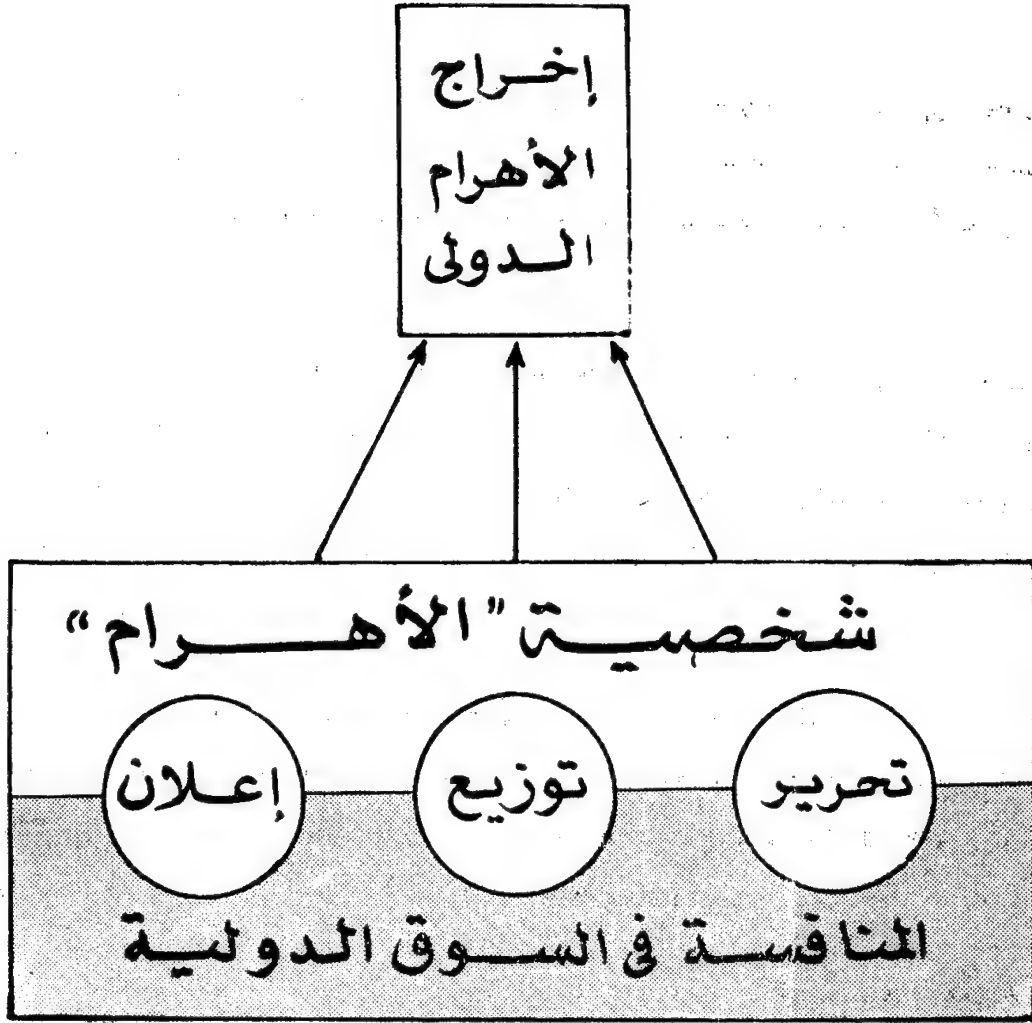 إخراج
الأهرام
الدولى
شخصية "الأهرام"
تحرير
توزيع
إعلان
المنافسة فى السوق الدولية